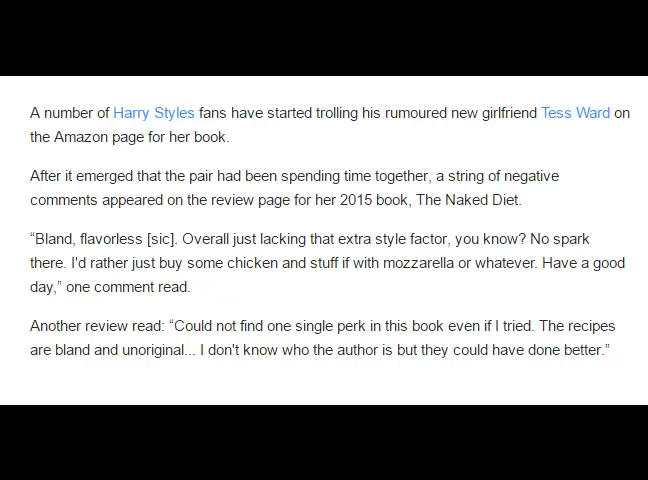 A number of Harry Styles fans have started trolling his rumoured new girlfriend Tess Ward on
the Amazon page for her book.
After it emerged that the pair had been spending time together, a string of negative
comments appeared on the review page for her 2015 book, The Naked Diet.
“Bland, flavorless [sic]. Overall just lacking that extra style factor, you know? No spark
there. I'd rather just buy some chicken and stuff if with mozzarella or whatever. Have a good
day,” one comment read.
Another review read: “Could not find one single perk in this book even if I tried. The recipes
are bland and unoriginal... I don't know who the author is but they could have done better.”